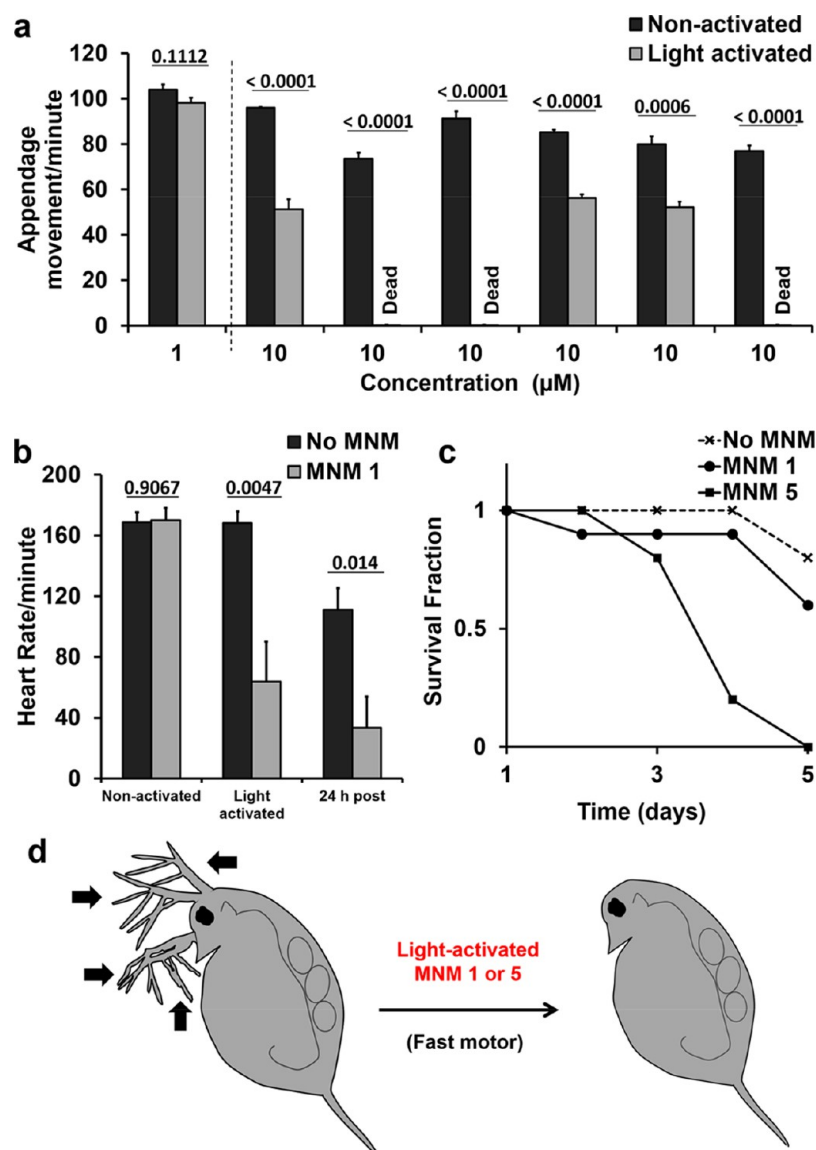 a
Non-activated
Light activated
Appendage
movement/minute
120
100
80
60
40
20
0
0.1112
< 0.0001
< 0.0001
< 0.0001
< 0.0001
0.0006
< 0.0001
Dead
Dead
Dead
1 10 10 10 10 10 10
Concentration (µM)
b
No MNM
MNM 1
Heart Rate/minute
200
160
120
80
40
0
0.9067
0.0047
0.014
Non-activated
Light
activated
24 h post
c
No MNM
MNM 1
MNM 5
Survival Fraction
1
0.5
0
1 3 5
Time (days)
d
Light-activated
MNM 1 or 5
(Fast motor)